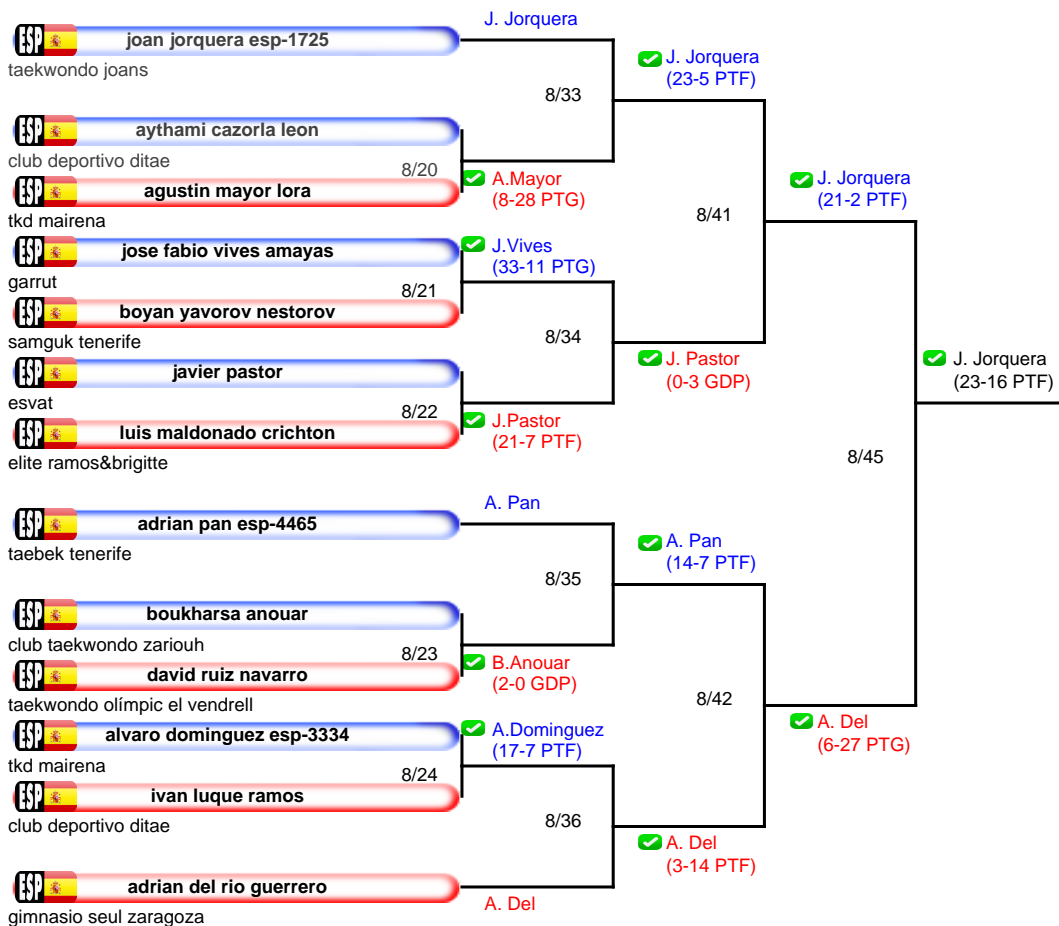 J. Jorquera
ESP joan jorquera esp-1725
taekwondo joans
J. Jorquera
(23-5 PTF)
8/33
ESP aythami cazorla leon
club deportivo ditae
8/20
A.Mayor
(8-28 PTG)
ESP agustin mayor lora
tkd mairena
J. Jorquera
(21-2 PTF)
8/41
ESP jose fabio vives amayas
garrut
J.Vives
(33-11 PTG)
8/21
ESP boyan yavorov nestorov
samguk tenerife
8/34
J. Pastor
(0-3 GDP)
ESP javier pastor
esvat
8/22
J.Pastor
(21-7 PTF)
ESP luis maldonado crichton
elite ramos&brigitte
J. Jorquera
(23-16 PTF)
8/45
A. Pan
ESP adrian pan esp-4465
taebek tenerife
A. Pan
(14-7 PTF)
8/35
ESP boukharsa anouar
club taekwondo zariouh
8/23
B.Anouar
(2-0 GDP)
ESP david ruiz navarro
taekwondo olímpic el vendrell
8/42
A. Del
(6-27 PTG)
ESP alvaro dominguez esp-3334
tkd mairena
A.Dominguez
(17-7 PTF)
8/24
ESP ivan luque ramos
club deportivo ditae
8/36
A. Del
(3-14 PTF)
ESP adrian del rio guerrero
gimnasio seul zaragoza
A. Del